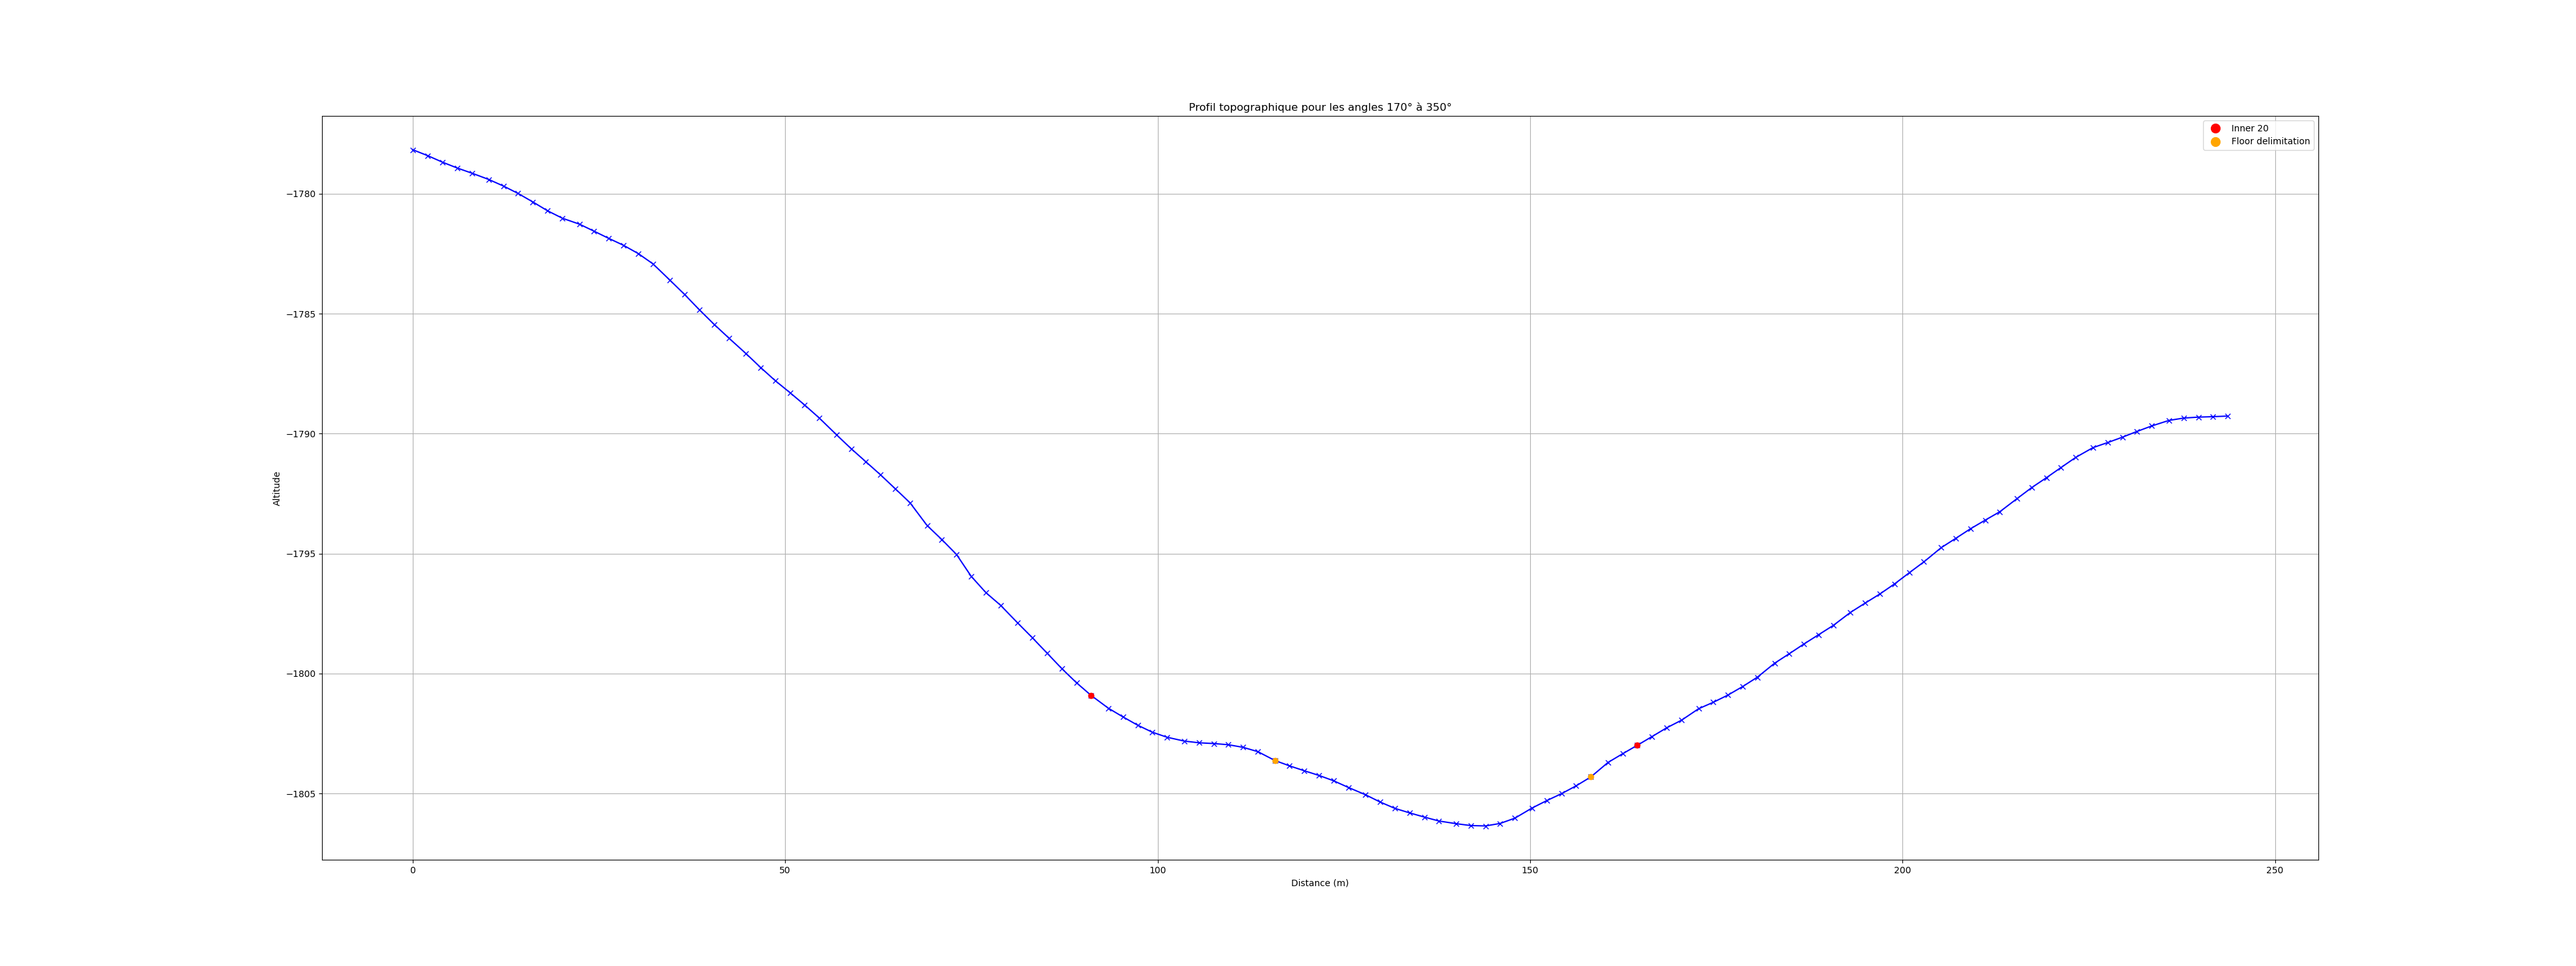 Profil topographique pour les angles 170° à 350°
Inner 20
Floor delimitation
−1780
−1785
−1790
−1795
−1800
−1805
Altitude
0 50 100 150 200 250
Distance (m)